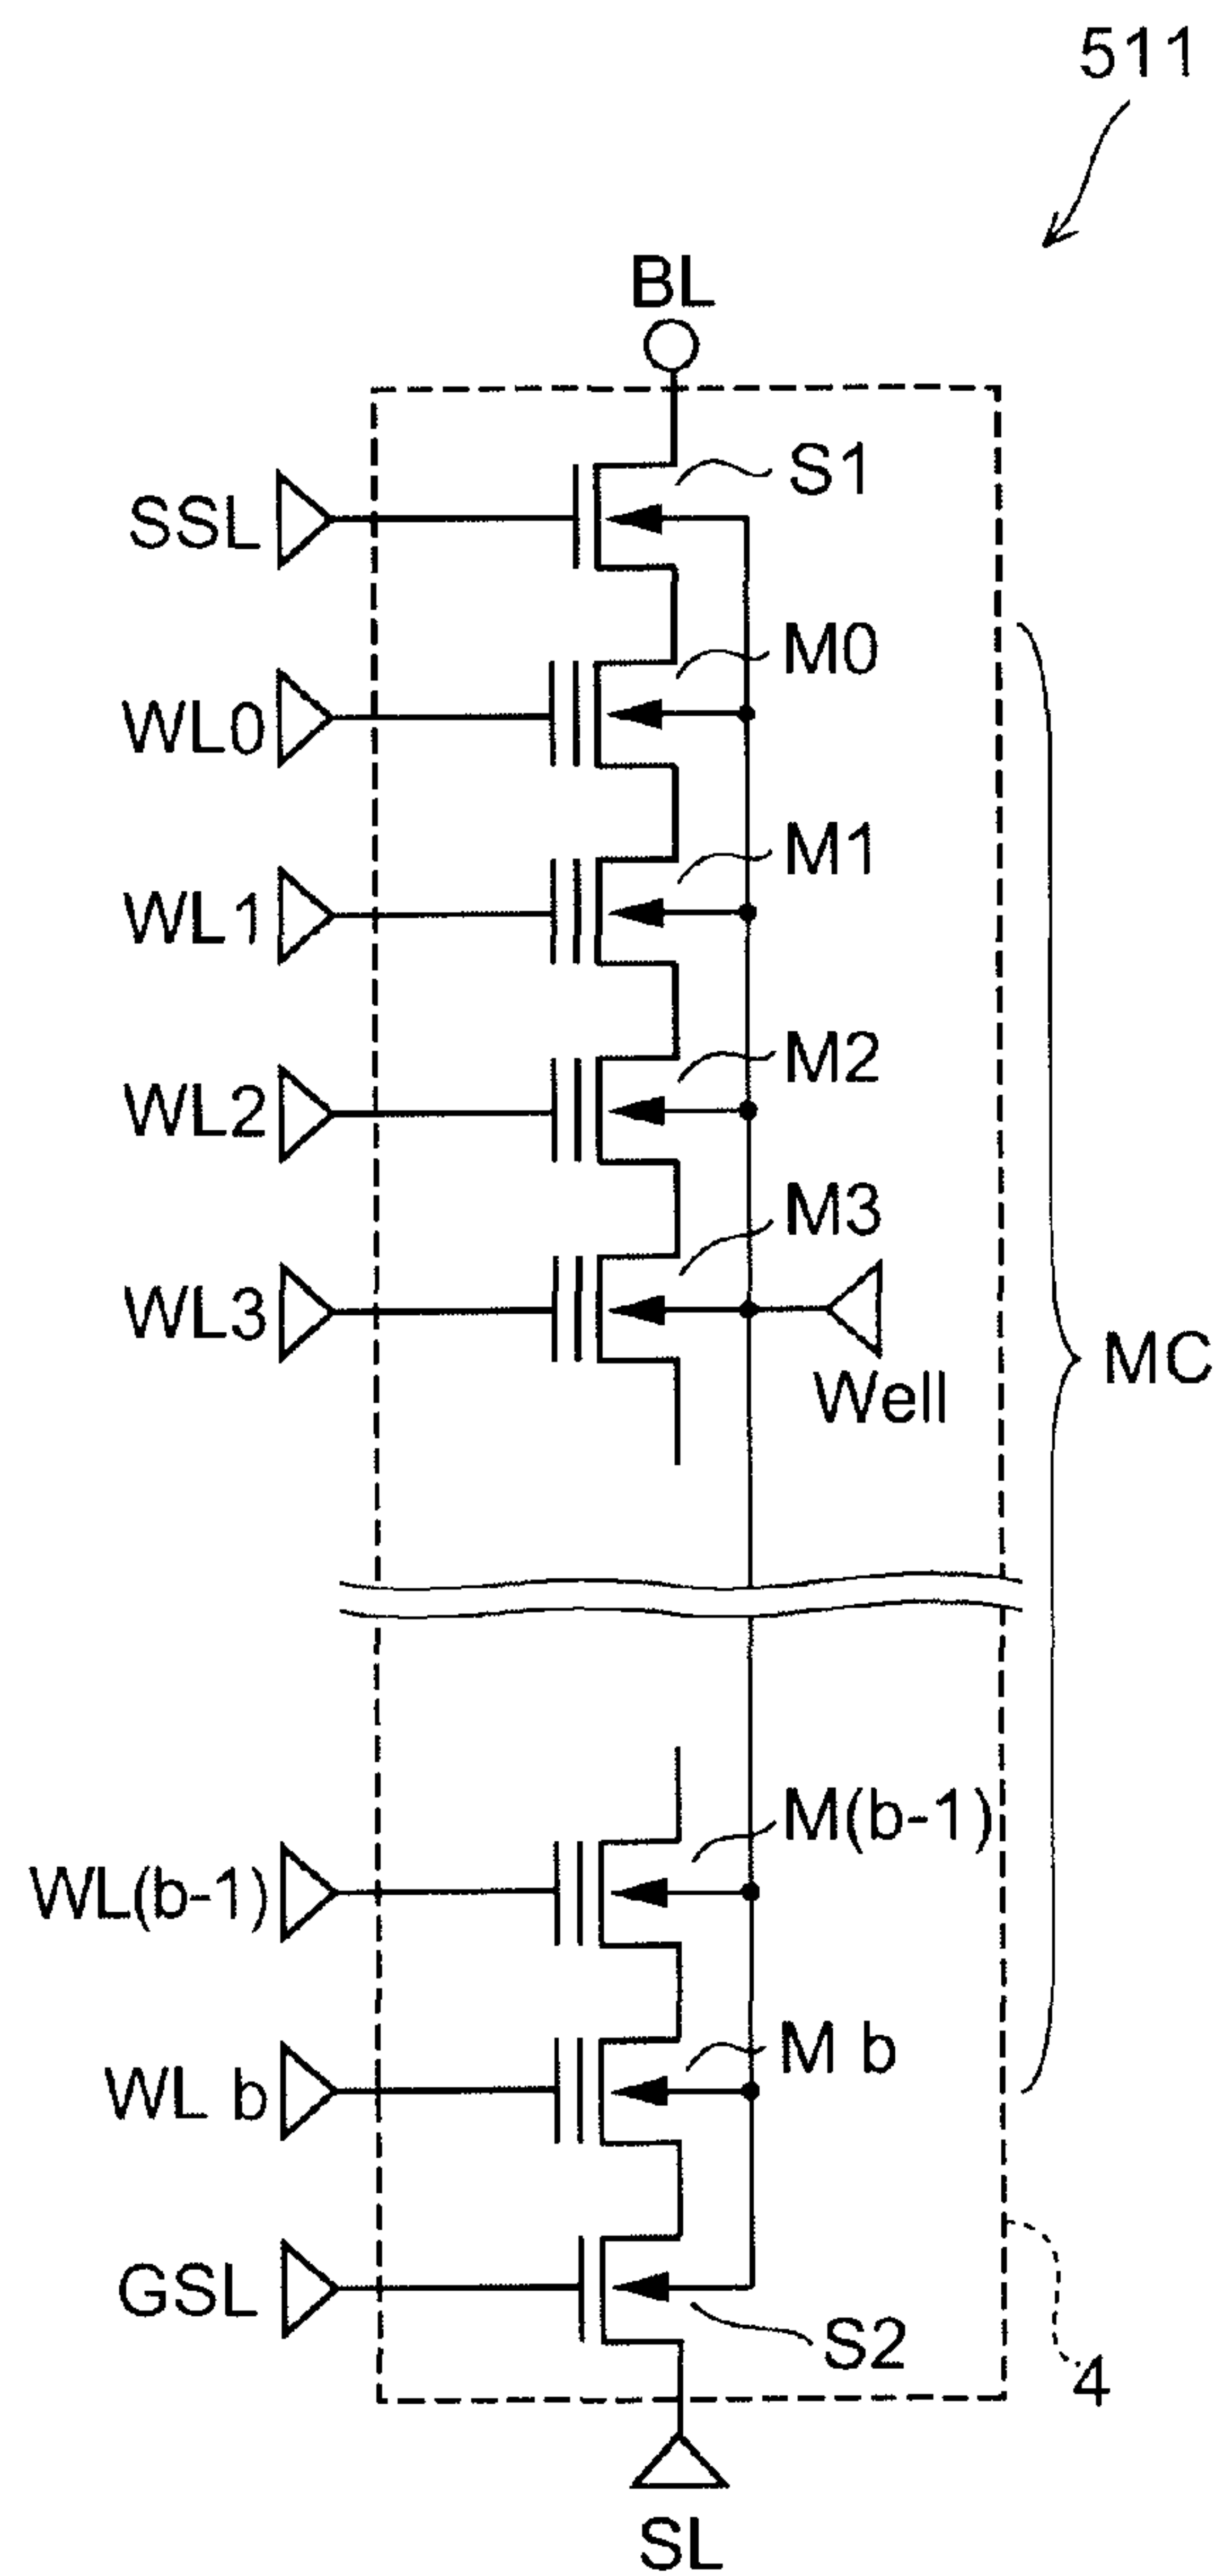 511
BL
S1
SSL
M0
WL0
M1
WL1
M2
WL2
M3
WL3
MC
Well
M(b-1)
WL(b-1)
M b
WL b
GSL
S2
4
SL